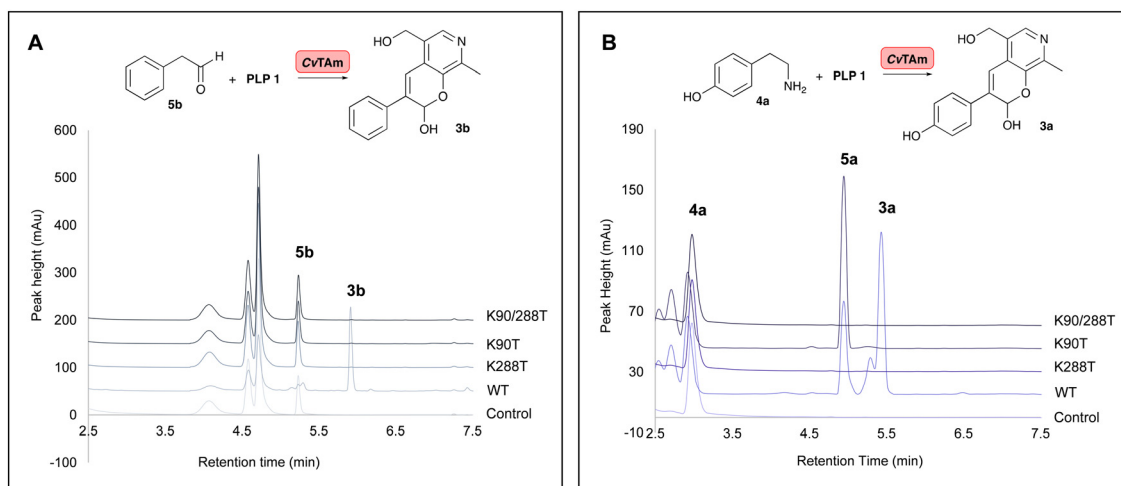 A
H
O
5b
+ PLP 1
CvTAm
HO
N
O
OH
3b
Peak height (mAu)
600
500
400
300
200
100
0
-100
5b
3b
K90/288T
K90T
K288T
WT
Control
2.5
3.5
4.5
5.5
6.5
7.5
Retention time (min)
B
HO
4a
NH2
+ PLP 1
CvTAm
HO
N
O
HO
OH
3a
Peak Height (mAu)
190
150
110
70
30
-10
4a
5a
3a
K90/288T
K90T
K288T
WT
Control
2.5
3.5
4.5
5.5
6.5
7.5
Retention Time (min)